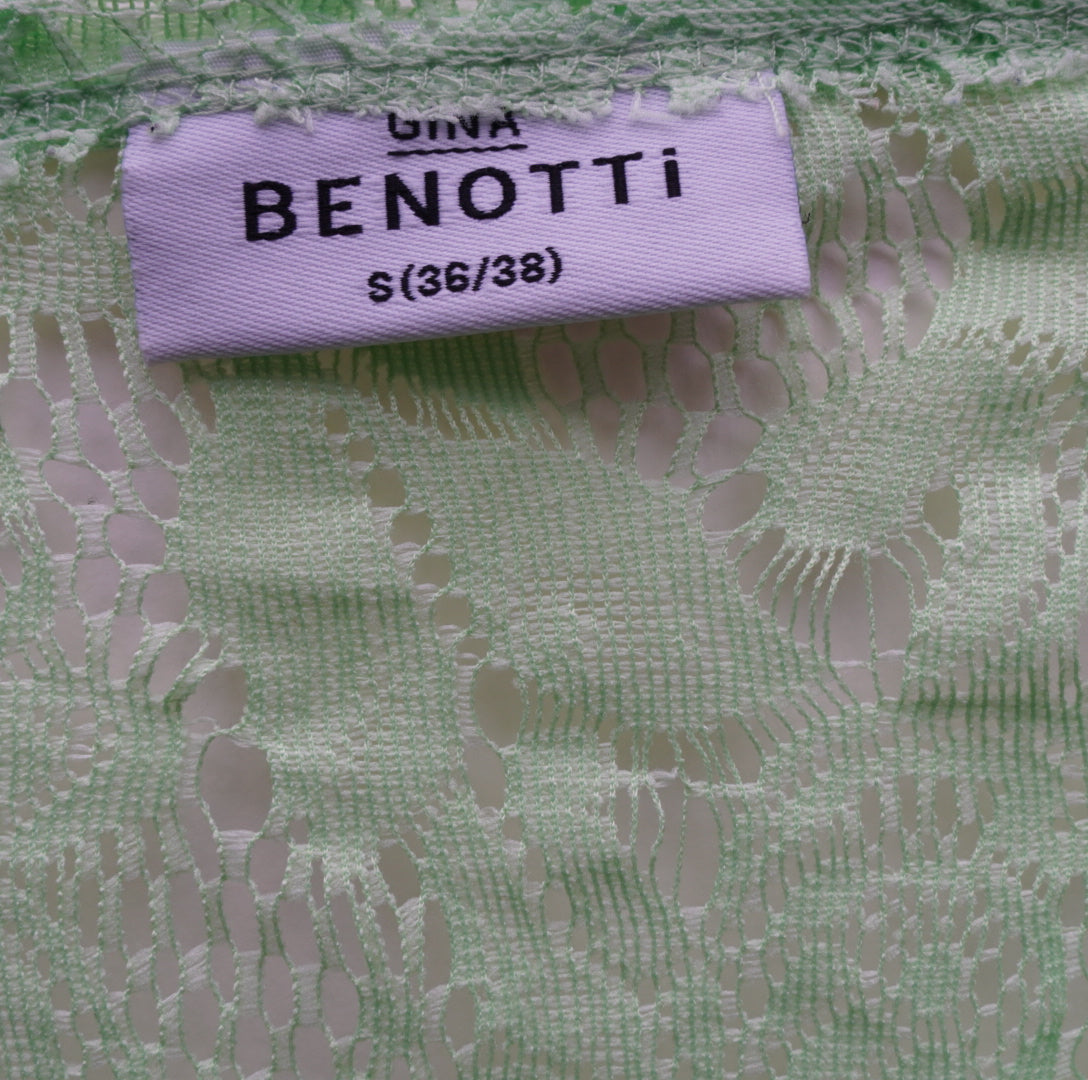 GINA
BENOTTi
S(36/38)